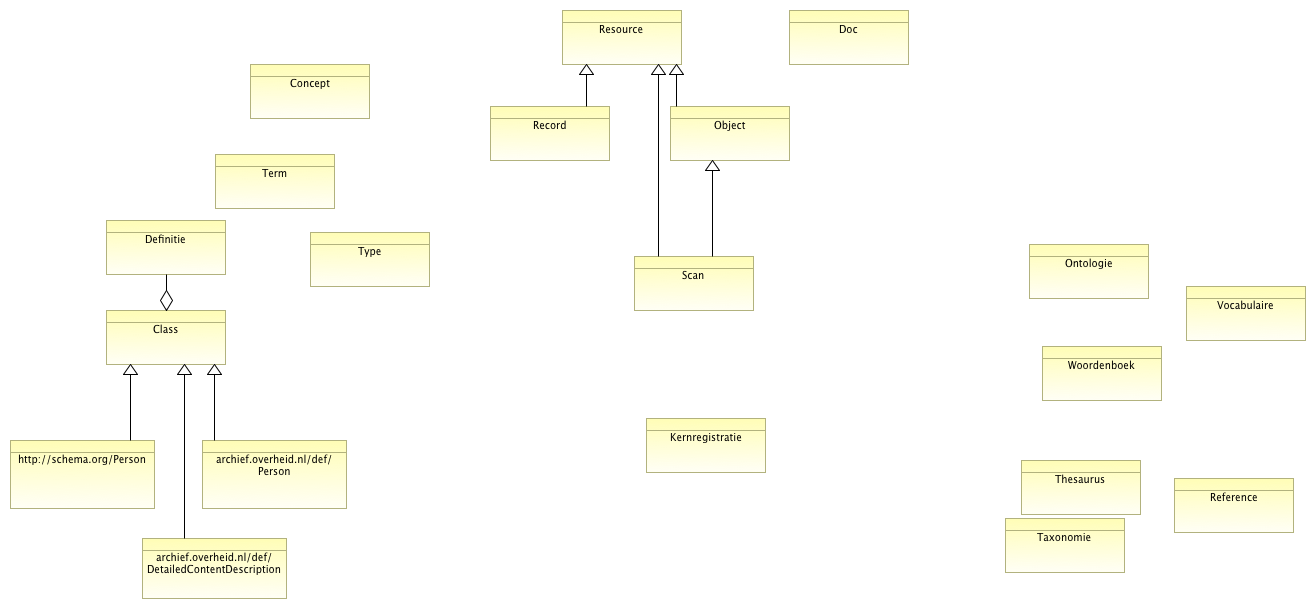 Resource
Doc
Concept
Record
Object
Term
Definitie
Type
Ontologie
Scan
Vocabulaire
Class
Woordenboek
Kernregistratie
http://schema.org/Person
archief.overheid.nl/def/
Person
Thesaurus
Reference
Taxonomie
archief.overheid.nl/def/
DetailedContentDescription